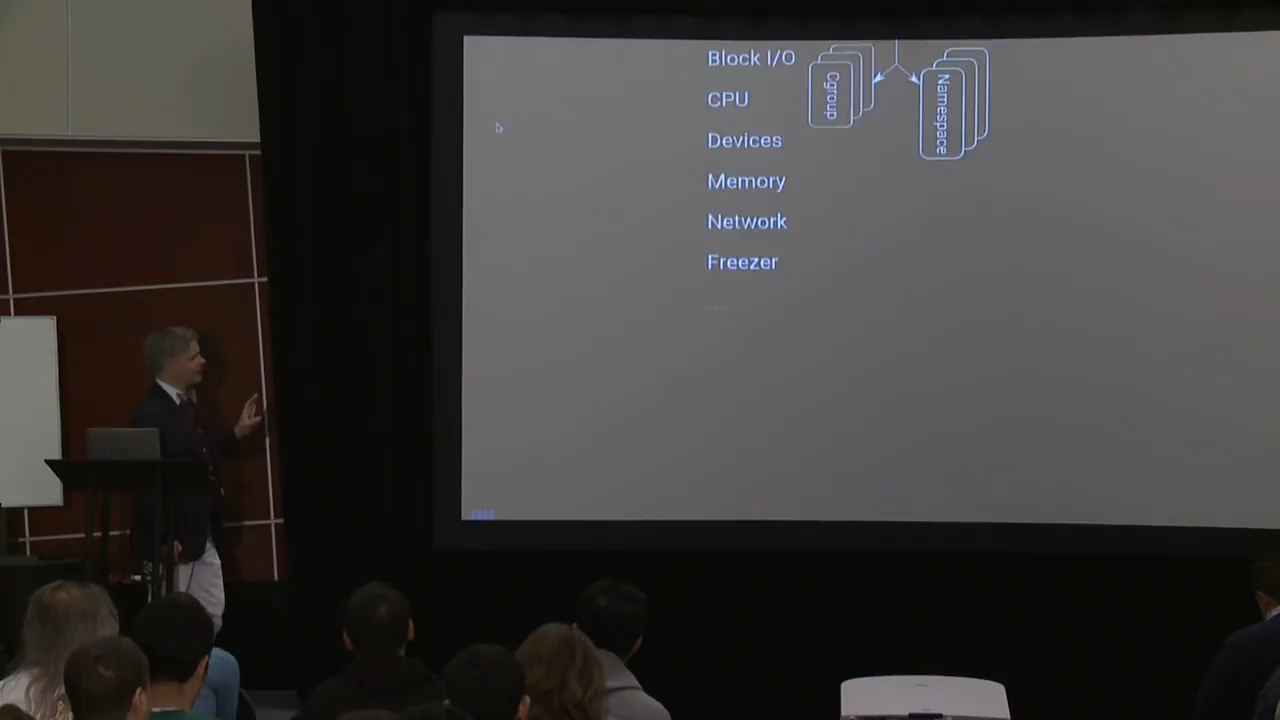 Block I/O
CPU
Devices
Memory
Network
Freezer
....
Cgroup
Namespace